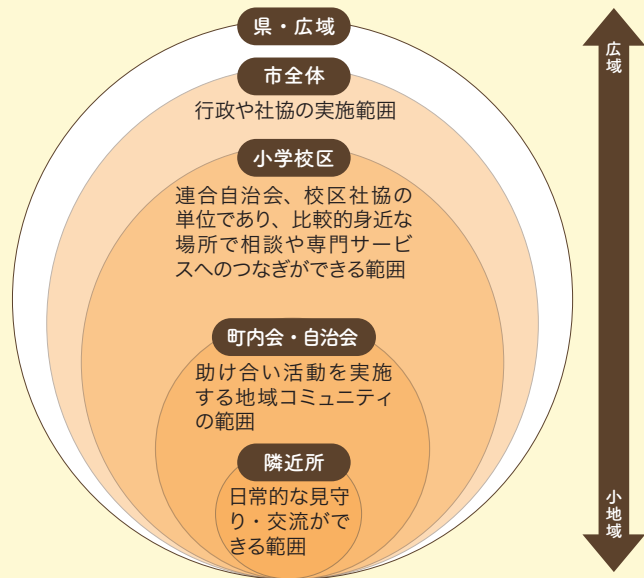 県・広域
市全体
行政や社協の実施範囲
小学校区
連合自治会、校区社協の
単位であり、比較的身近な
場所で相談や専門サービ
スへのつなぎができる範囲
町内会・自治会
助け合い活動を実施
する地域コミュニティ
の範囲
隣近所
日常的な見守
り・交流がで
きる範囲
広域
小地域